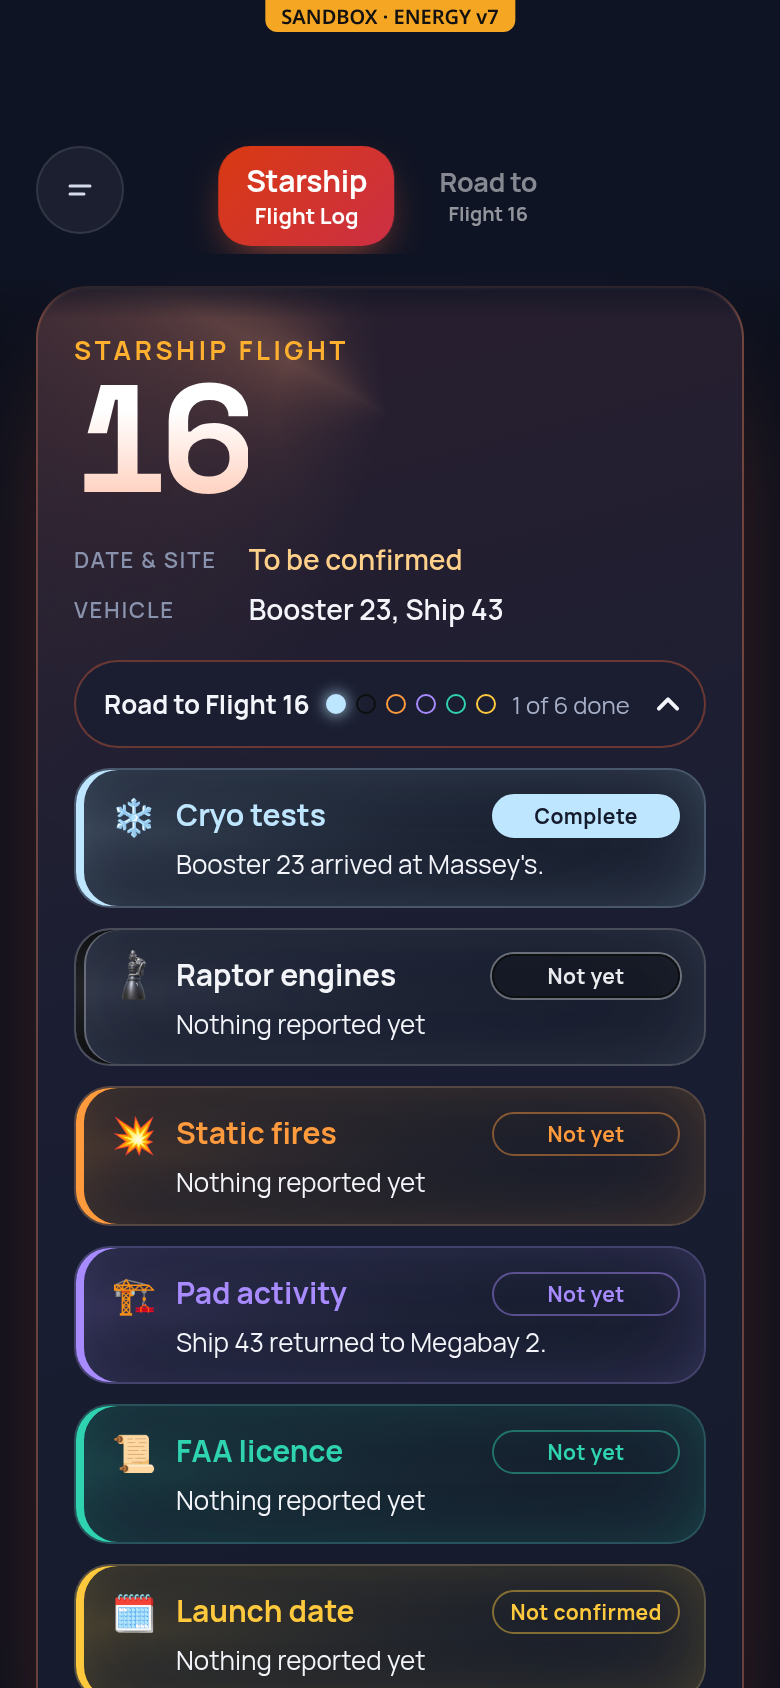 SANDBOX · ENERGY v7
Starship
Flight Log
Road to
Flight 16
STARSHIP FLIGHT
16
DATE & SITE To be confirmed
VEHICLE Booster 23, Ship 43
Road to Flight 16 1 of 6 done
Cryo tests Complete
Booster 23 arrived at Massey's.
Raptor engines Not yet
Nothing reported yet
Static fires Not yet
Nothing reported yet
Pad activity Not yet
Ship 43 returned to Megabay 2.
FAA licence Not yet
Nothing reported yet
Launch date Not confirmed
Nothing reported yet